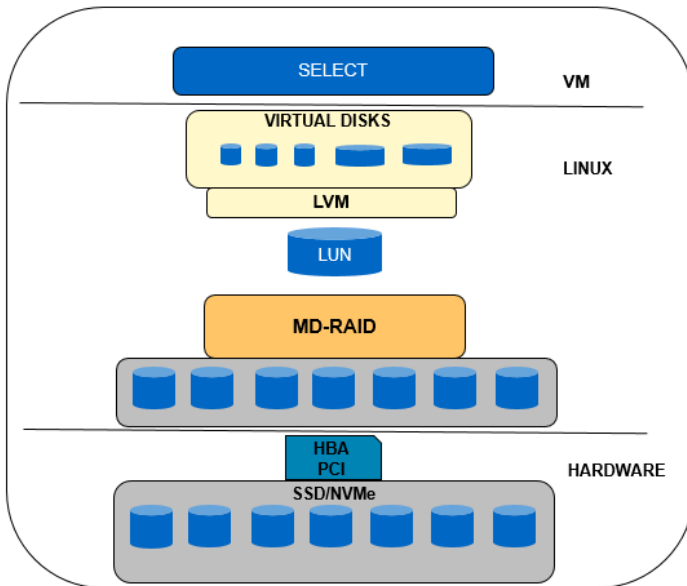 SELECT
VM
VIRTUAL DISKS
LINUX
LVM
LUN
MD-RAID
HBA
PCI
HARDWARE
SSD/NVMe